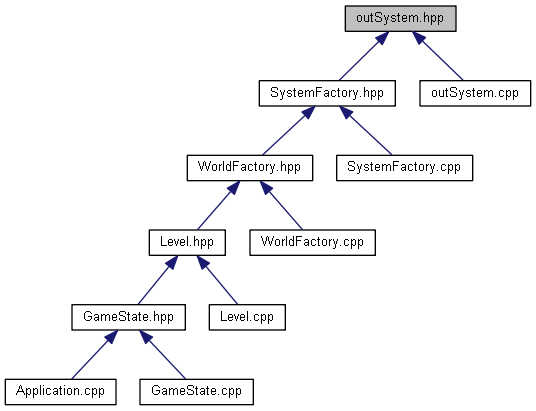 outSystem.hpp
SystemFactory.hpp
outSystem.cpp
WorldFactory.hpp
SystemFactory.cpp
Level.hpp
WorldFactory.cpp
GameState.hpp
Level.cpp
Application.cpp
GameState.cpp